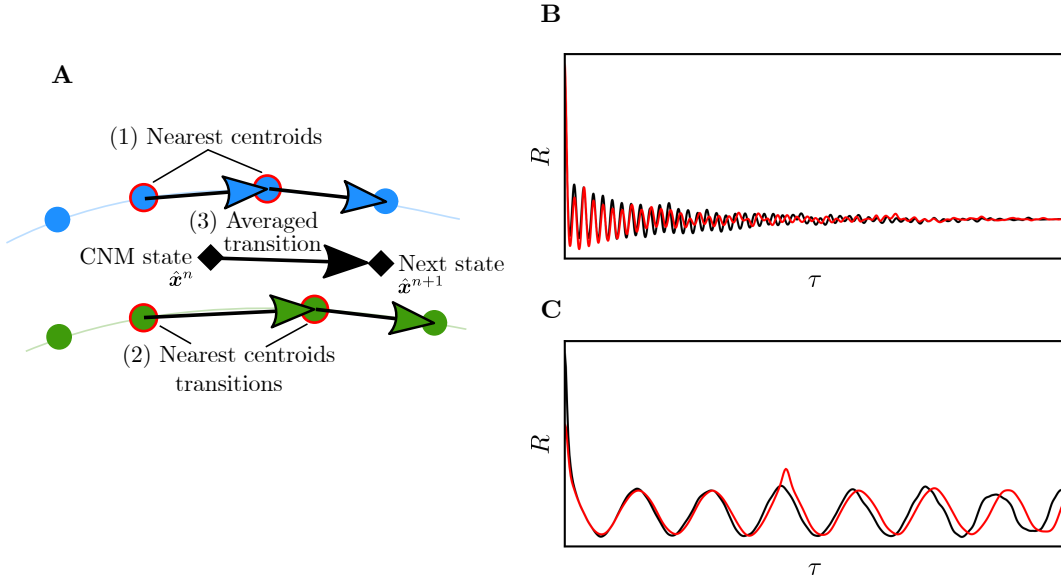 A
(1) Nearest centroids
(3) Averaged
transition
CNM state
x̂ⁿ
Next state
x̂ⁿ⁺¹
(2) Nearest centroids
transitions
B
R
τ
C
R
τ